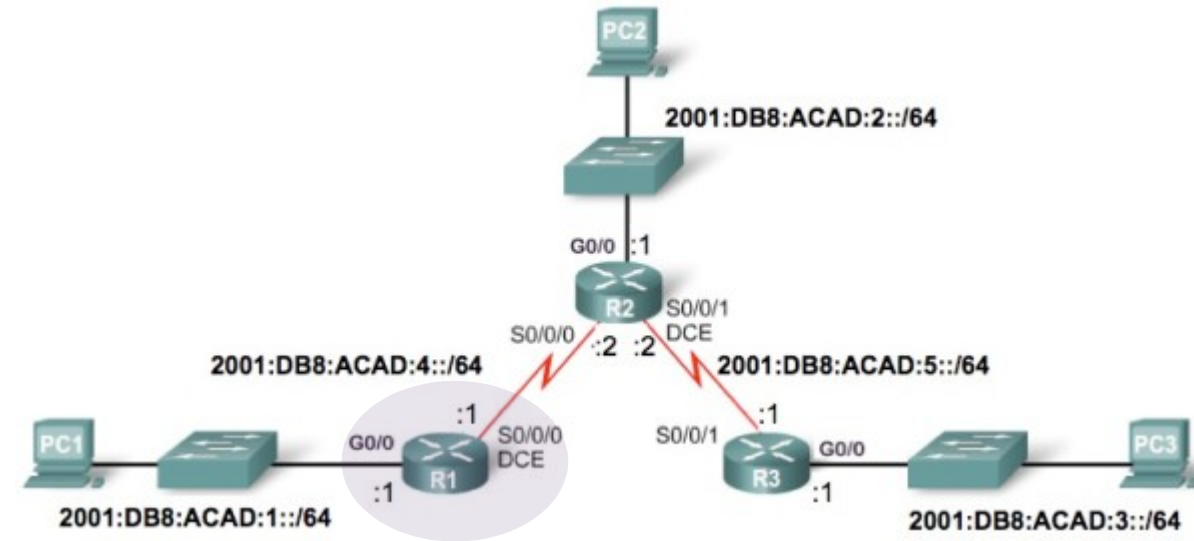 PC2
2001:DB8:ACAD:2::/64
G0/0 :1
R2
S0/0/1
DCE
S0/0/0
:2 :2
2001:DB8:ACAD:4::/64
2001:DB8:ACAD:5::/64
:1
:1
PC1
G0/0
S0/0/0
DCE
R1
:1
S0/0/1
G0/0
R3
:1
PC3
2001:DB8:ACAD:1::/64
2001:DB8:ACAD:3::/64